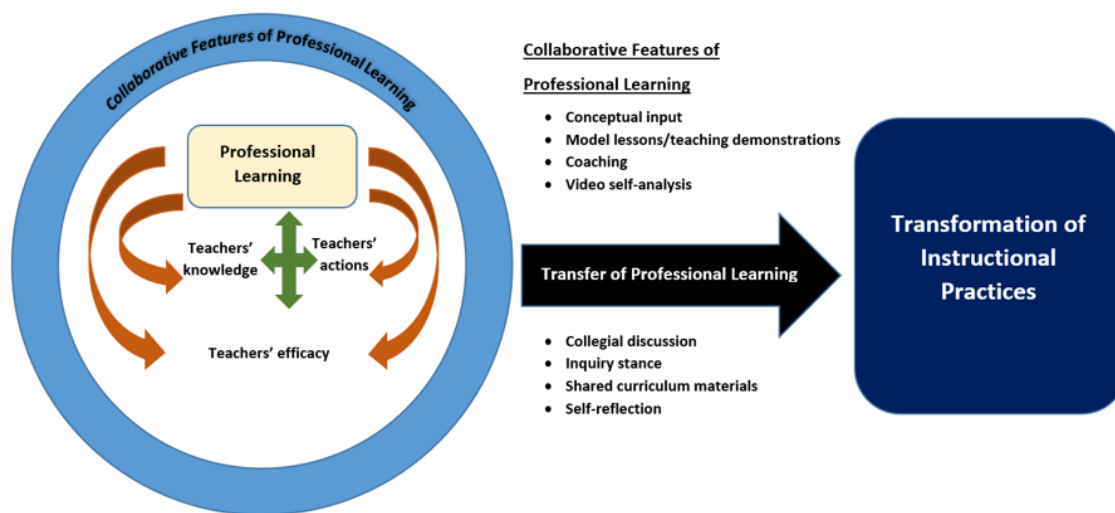 Collaborative Features of Professional Learning
Professional
Learning
Teachers'
knowledge
Teachers'
actions
Teachers' efficacy
Collaborative Features of
Professional Learning
• Conceptual input
• Model lessons/teaching demonstrations
• Coaching
• Video self-analysis
Transfer of Professional Learning
• Collegial discussion
• Inquiry stance
• Shared curriculum materials
• Self-reflection
Transformation of
Instructional
Practices